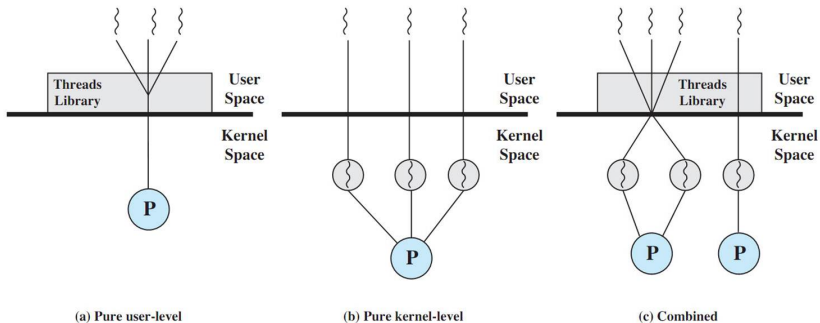 Threads
Library
User
Space
Kernel
Space
P
(a) Pure user-level
User
Space
Kernel
Space
P
(b) Pure kernel-level
Threads
Library
User
Space
Kernel
Space
P
P
(c) Combined